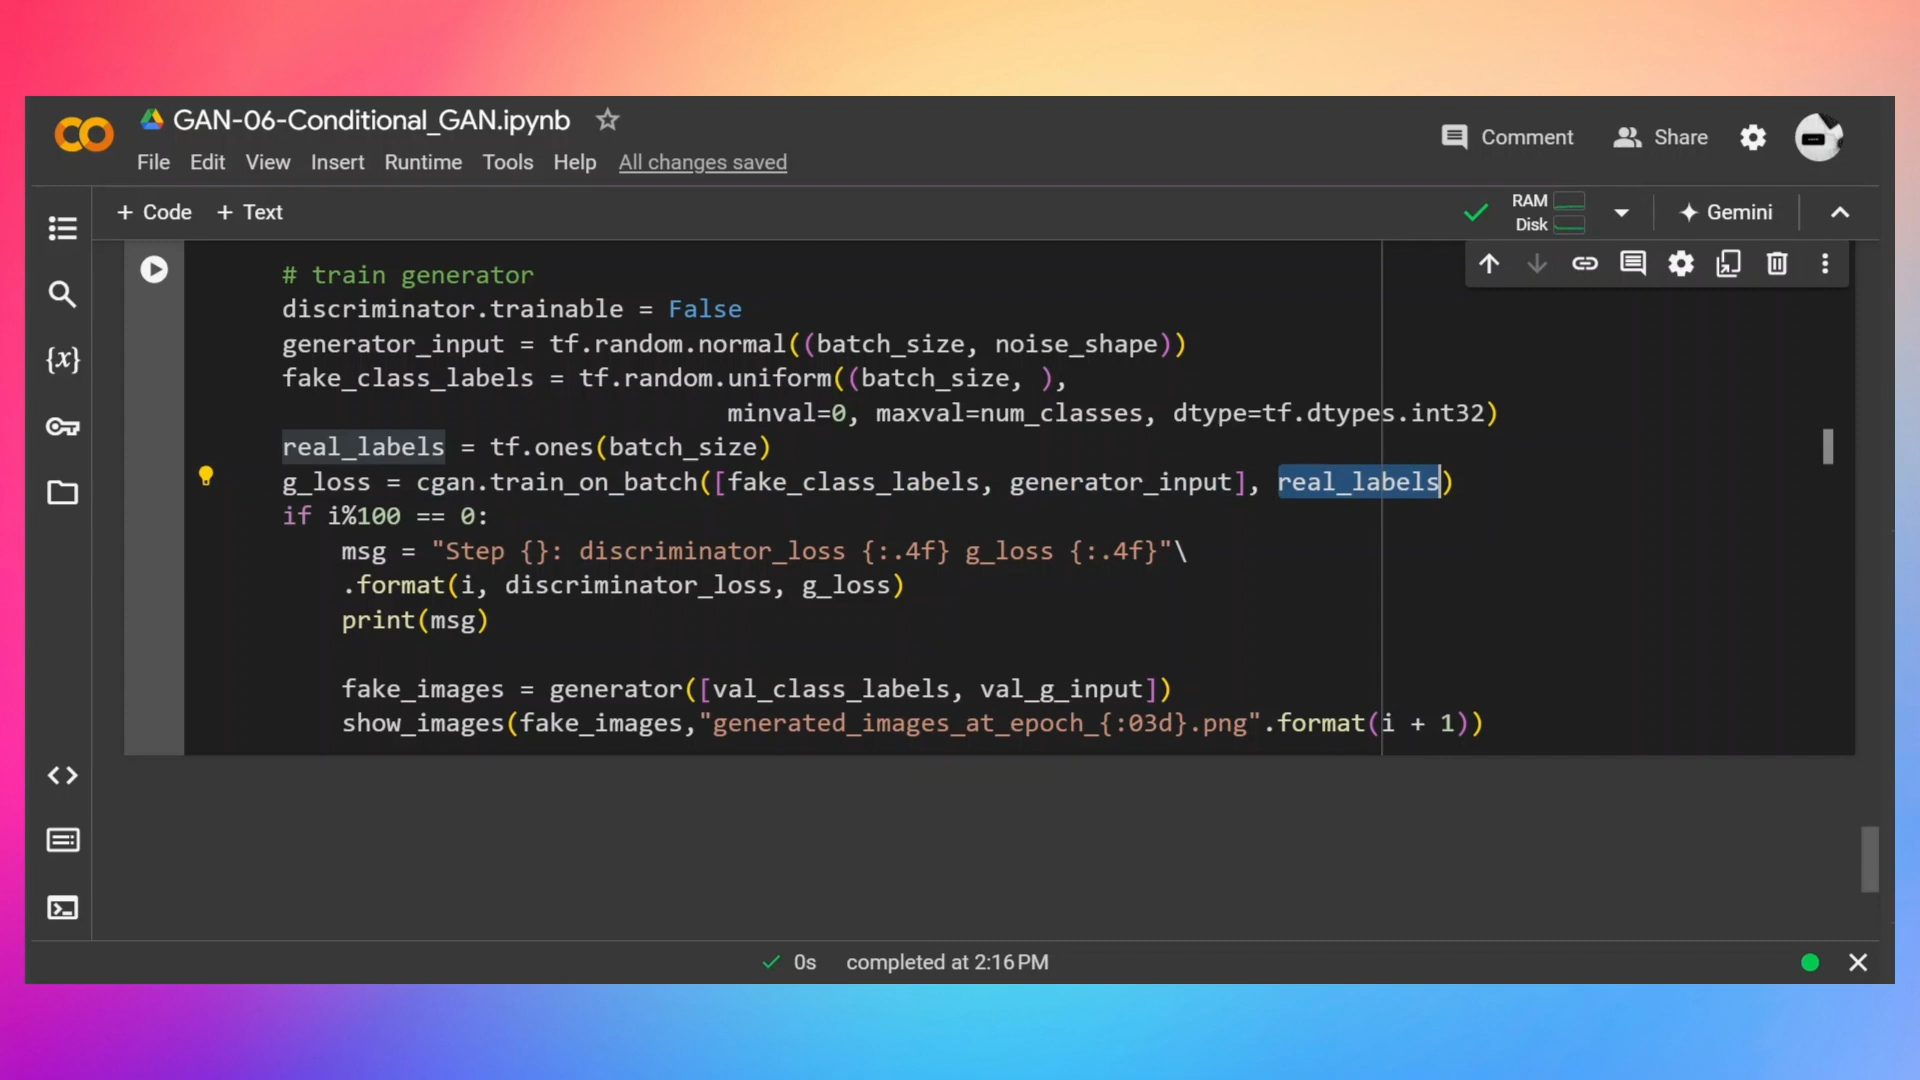 GAN-06-Conditional_GAN.ipynb
File Edit View Insert Runtime Tools Help All changes saved
Comment Share
+ Code + Text
RAM
Disk
Gemini
{x}
# train generator
discriminator.trainable = False
generator_input = tf.random.normal((batch_size, noise_shape))
fake_class_labels = tf.random.uniform((batch_size, ),
minval=0, maxval=num_classes, dtype=tf.dtypes.int32)
real_labels = tf.ones(batch_size)
g_loss = cgan.train_on_batch([fake_class_labels, generator_input], real_labels)
if i%100 == 0:
msg = "Step {}: discriminator_loss {:.4f} g_loss {:.4f}"\
.format(i, discriminator_loss, g_loss)
print(msg)
fake_images = generator([val_class_labels, val_g_input])
show_images(fake_images,"generated_images_at_epoch_{:03d}.png".format(i + 1))
0s completed at 2:16 PM